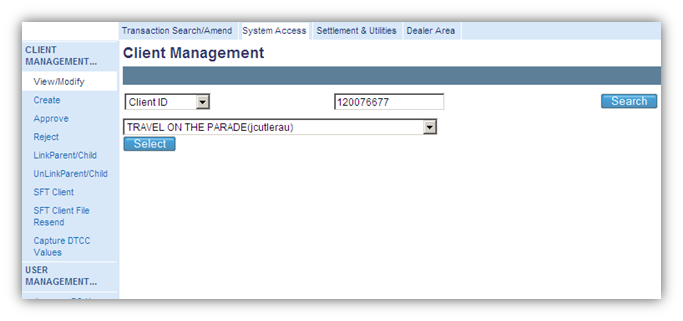 Transaction Search/Amend System Access Settlement & Utilities Dealer Area
CLIENT
MANAGEMENT...
View/Modify
Create
Approve
Reject
LinkParent/Child
UnLinkParent/Child
SFT Client
SFT Client File
Resend
Capture DTCC
Values
USER
MANAGEMENT...
Client Management
Client ID 120076677 Search
TRAVEL ON THE PARADE(jcutlerau)
Select